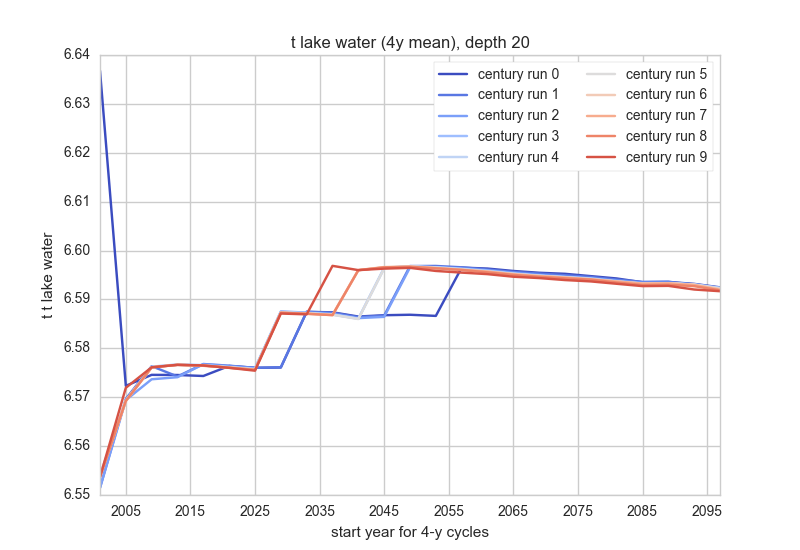 t lake water (4y mean), depth 20
6.64
6.63
6.62
6.61
6.60
6.59
6.58
6.57
6.56
6.55
t t lake water
century run 0
century run 1
century run 2
century run 3
century run 4
century run 5
century run 6
century run 7
century run 8
century run 9
2005 2015 2025 2035 2045 2055 2065 2075 2085 2095
start year for 4-y cycles